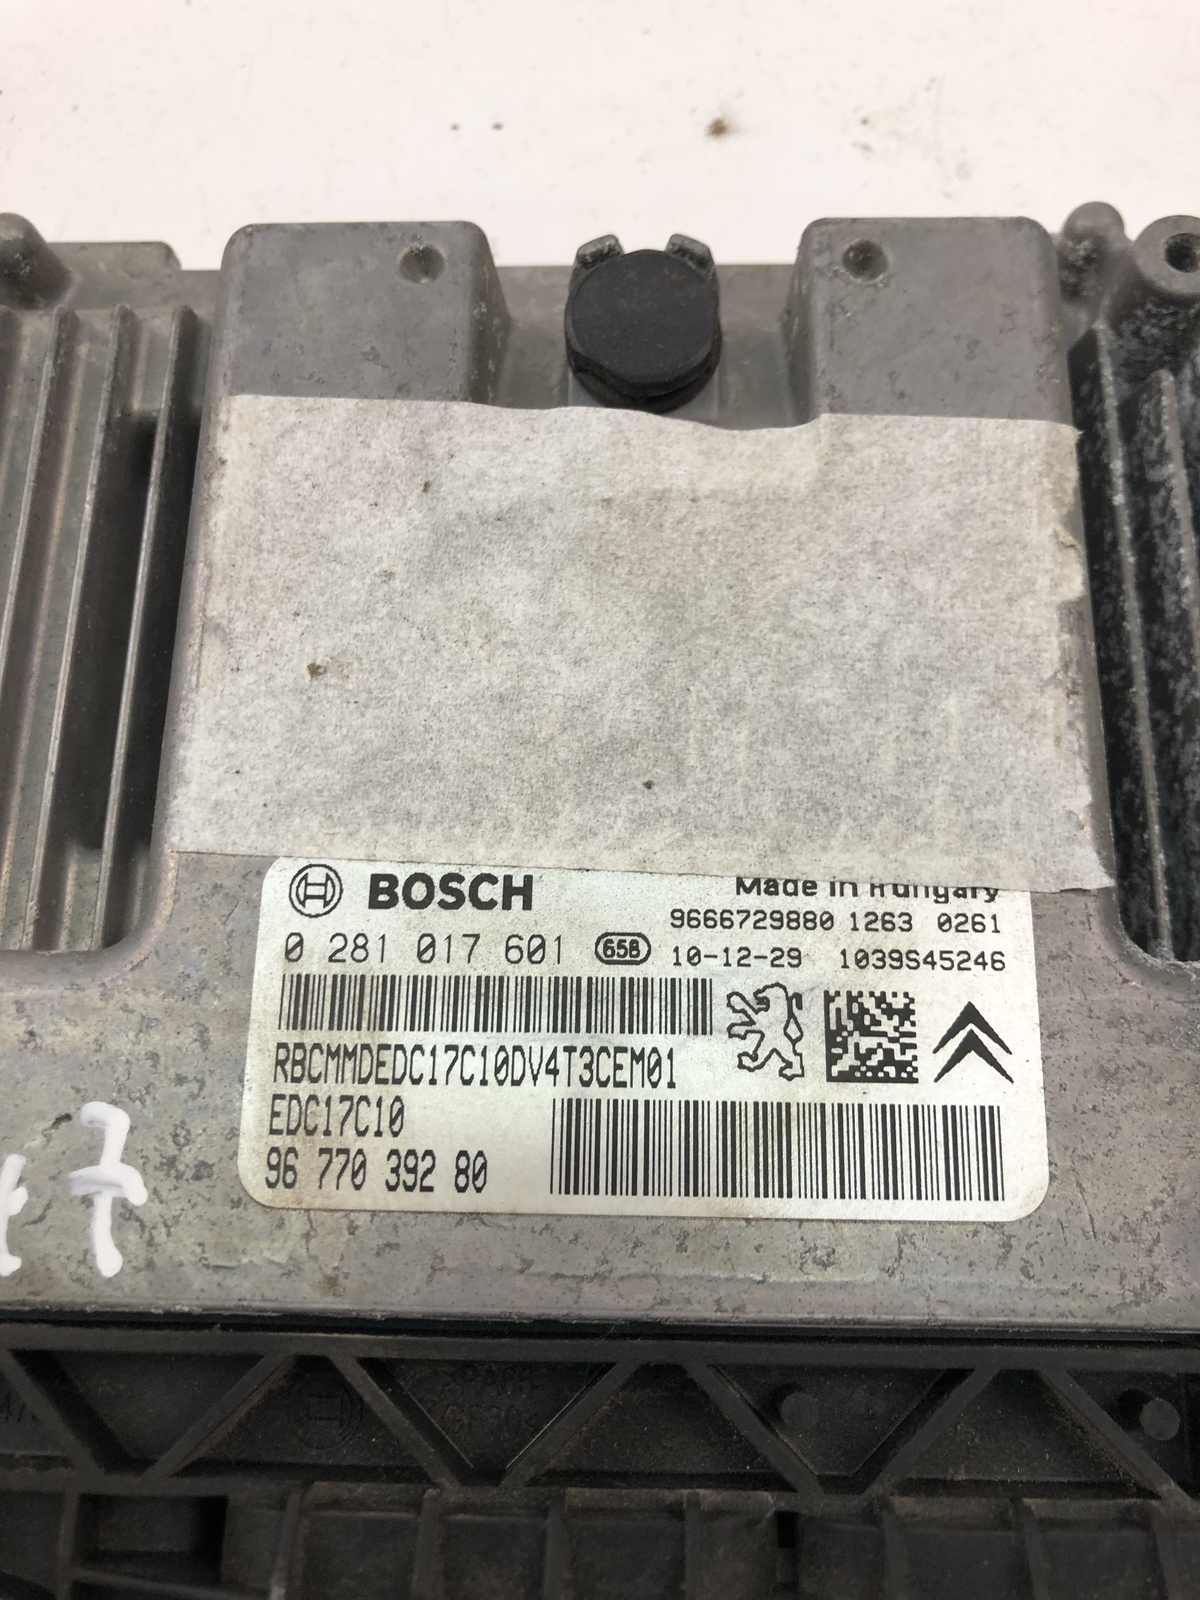 BOSCH
Made in Hungary
9666729880 1263 0261
0 281 017 601 658 10-12-29 1039S45246
RBCMMDEDC17C10DV4T3CEM01
EDC17C10
96 770 392 80
7